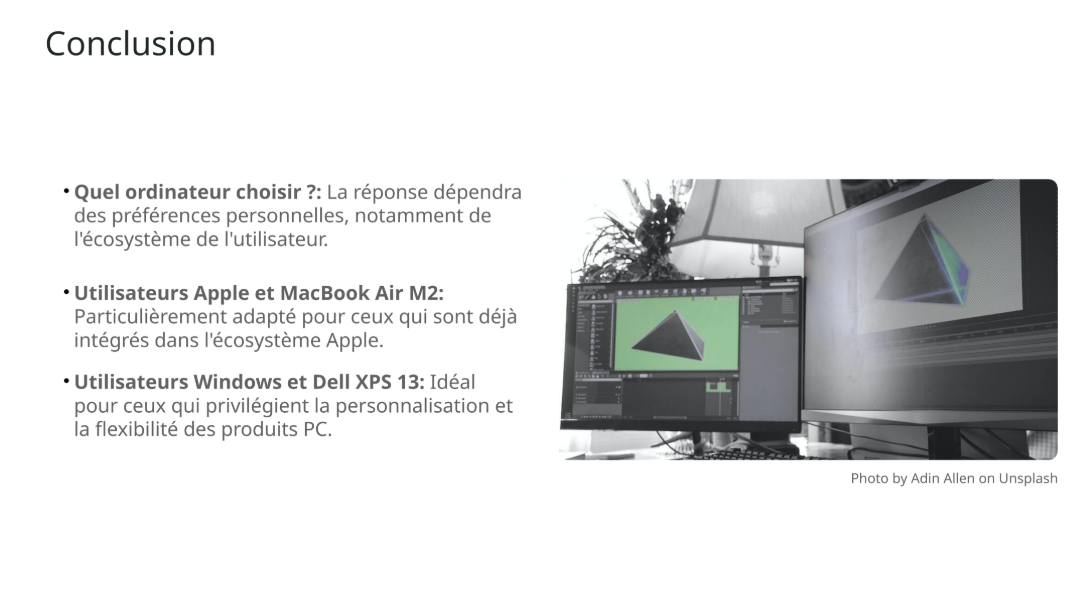 Conclusion
• Quel ordinateur choisir ?: La réponse dépendra
des préférences personnelles, notamment de
l'écosystème de l'utilisateur.
• Utilisateurs Apple et MacBook Air M2:
Particulièrement adapté pour ceux qui sont déjà
intégrés dans l'écosystème Apple.
• Utilisateurs Windows et Dell XPS 13: Idéal
pour ceux qui privilégient la personnalisation et
la flexibilité des produits PC.
Photo by Adin Allen on Unsplash